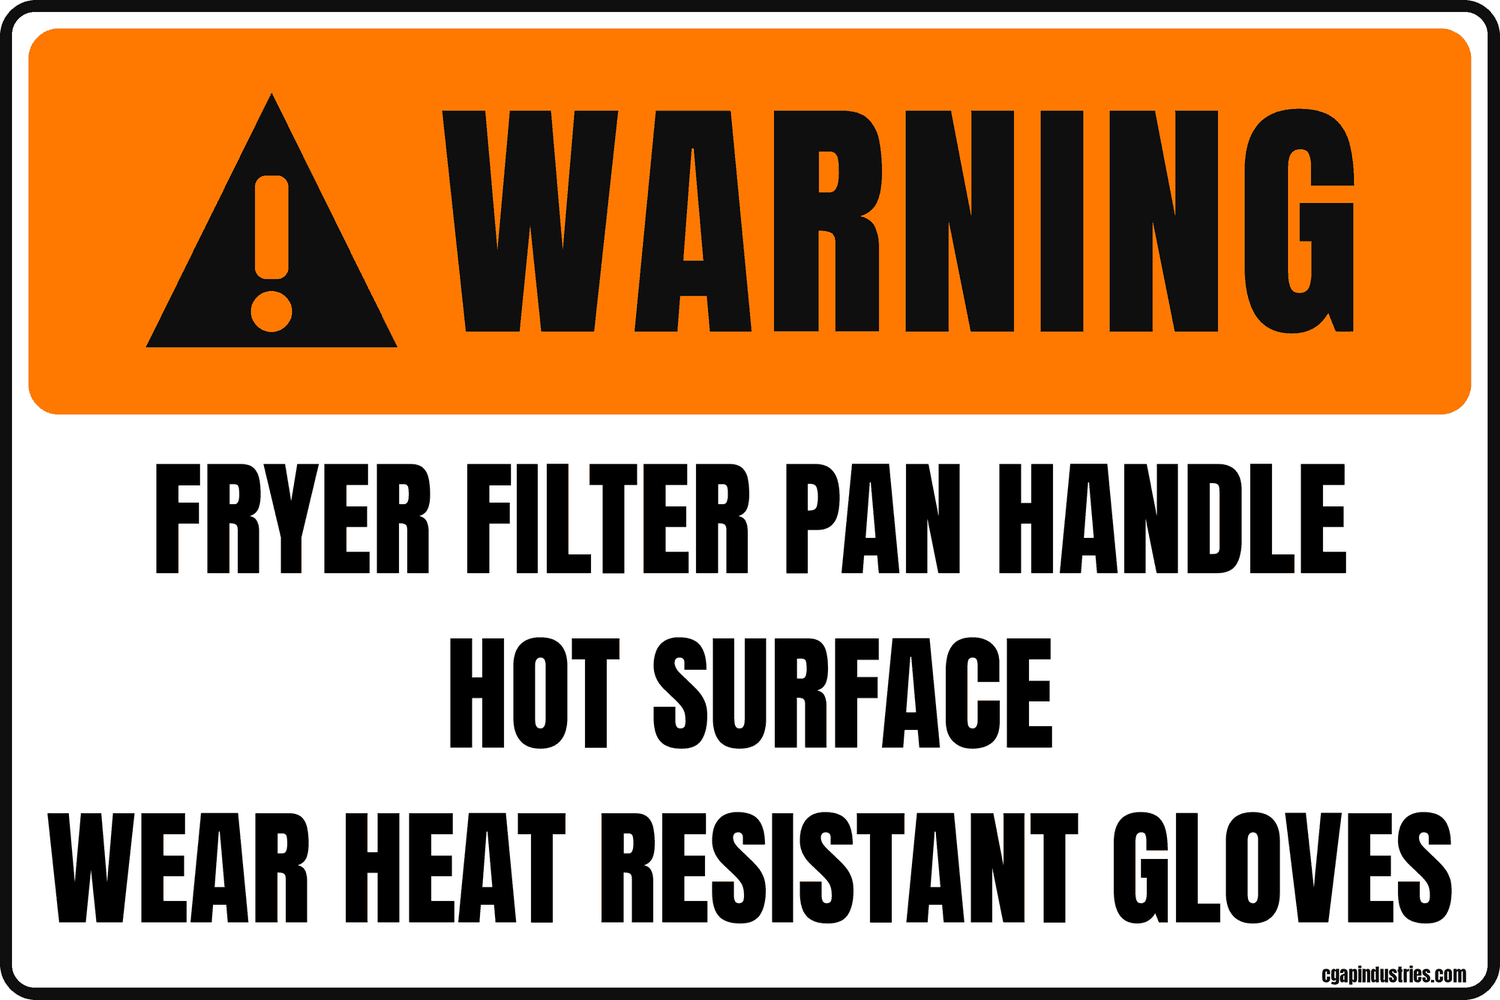 WARNING
FRYER FILTER PAN HANDLE
HOT SURFACE
WEAR HEAT RESISTANT GLOVES
cgapindustries.com